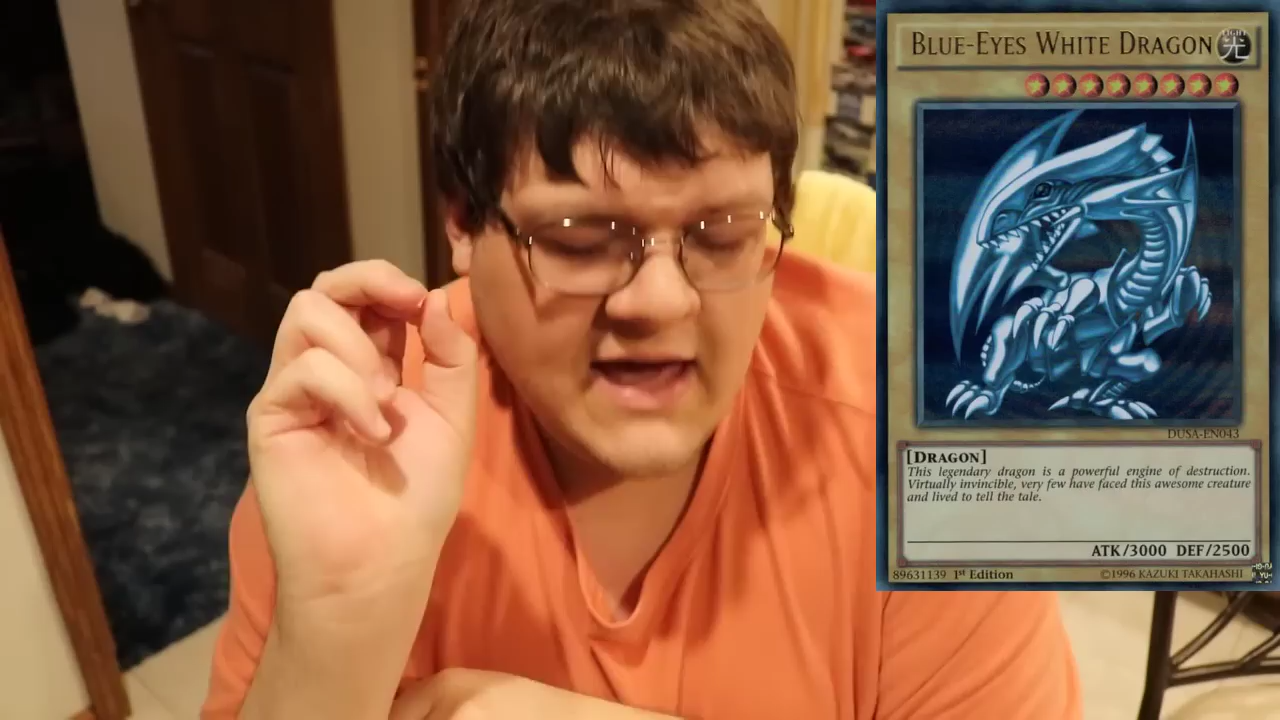 BLUE-EYES WHITE DRAGON
LIGHT
光
DUSA-EN043
[DRAGON]
This legendary dragon is a powerful engine of destruction.
Virtually invincible, very few have faced this awesome creature
and lived to tell the tale.
ATK/3000 DEF/2500
89631139 1st Edition ©1996 KAZUKI TAKAHASHI